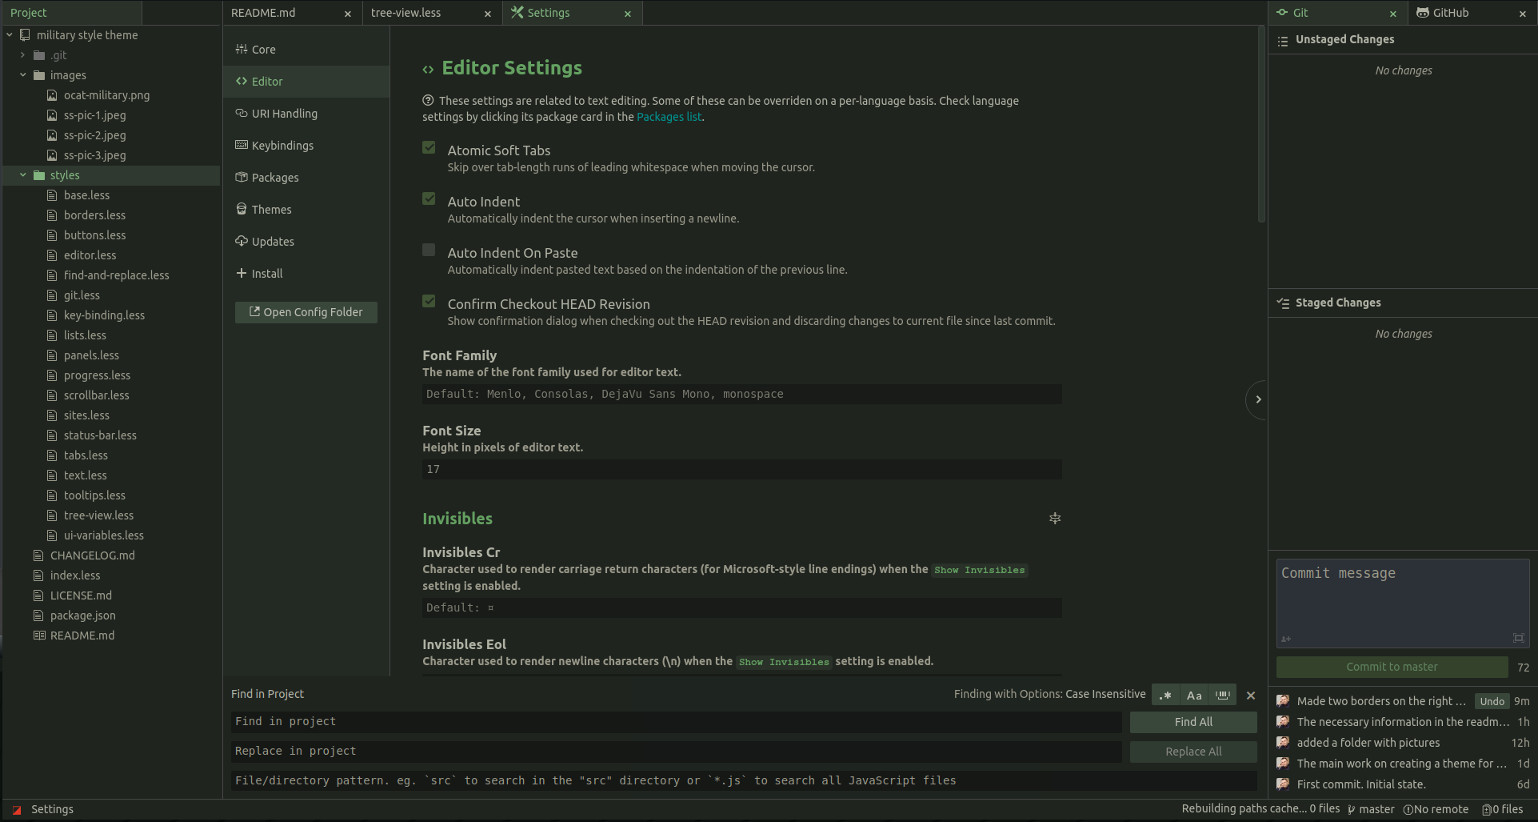 Project
military style theme
.git
images
ocat-military.png
ss-pic-1.jpeg
ss-pic-2.jpeg
ss-pic-3.jpeg
styles
base.less
borders.less
buttons.less
editor.less
find-and-replace.less
git.less
key-binding.less
lists.less
panels.less
progress.less
scrollbar.less
sites.less
status-bar.less
tabs.less
text.less
tooltips.less
tree-view.less
ui-variables.less
CHANGELOG.md
index.less
LICENSE.md
package.json
README.md
README.md
tree-view.less
Settings
Core
Editor
URI Handling
Keybindings
Packages
Themes
Updates
Install
Open Config Folder
Editor Settings
These settings are related to text editing. Some of these can be overriden on a per-language basis. Check language
settings by clicking its package card in the Packages list.
Atomic Soft Tabs
Skip over tab-length runs of leading whitespace when moving the cursor.
Auto Indent
Automatically indent the cursor when inserting a newline.
Auto Indent On Paste
Automatically indent pasted text based on the indentation of the previous line.
Confirm Checkout HEAD Revision
Show confirmation dialog when checking out the HEAD revision and discarding changes to current file since last commit.
Font Family
The name of the font family used for editor text.
Default: Menlo, Consolas, DejaVu Sans Mono, monospace
Font Size
Height in pixels of editor text.
17
Invisibles
Invisibles Cr
Character used to render carriage return characters (for Microsoft-style line endings) when the Show Invisibles
setting is enabled.
Default: ¤
Invisibles Eol
Character used to render newline characters (\n) when the Show Invisibles setting is enabled.
Find in Project
Finding with Options: Case Insensitive
.* Aa
Find in project
Find All
Replace in project
Replace All
File/directory pattern. eg. `src` to search in the "src" directory or `*.js` to search all JavaScript files
Git
GitHub
Unstaged Changes
No changes
Staged Changes
No changes
Commit message
Commit to master 72
Made two borders on the right ... Undo 9m
The necessary information in the readm... 1h
added a folder with pictures 12h
The main work on creating a theme for ... 1d
First commit. Initial state. 6d
Settings
Rebuilding paths cache... 0 files master No remote 0 files